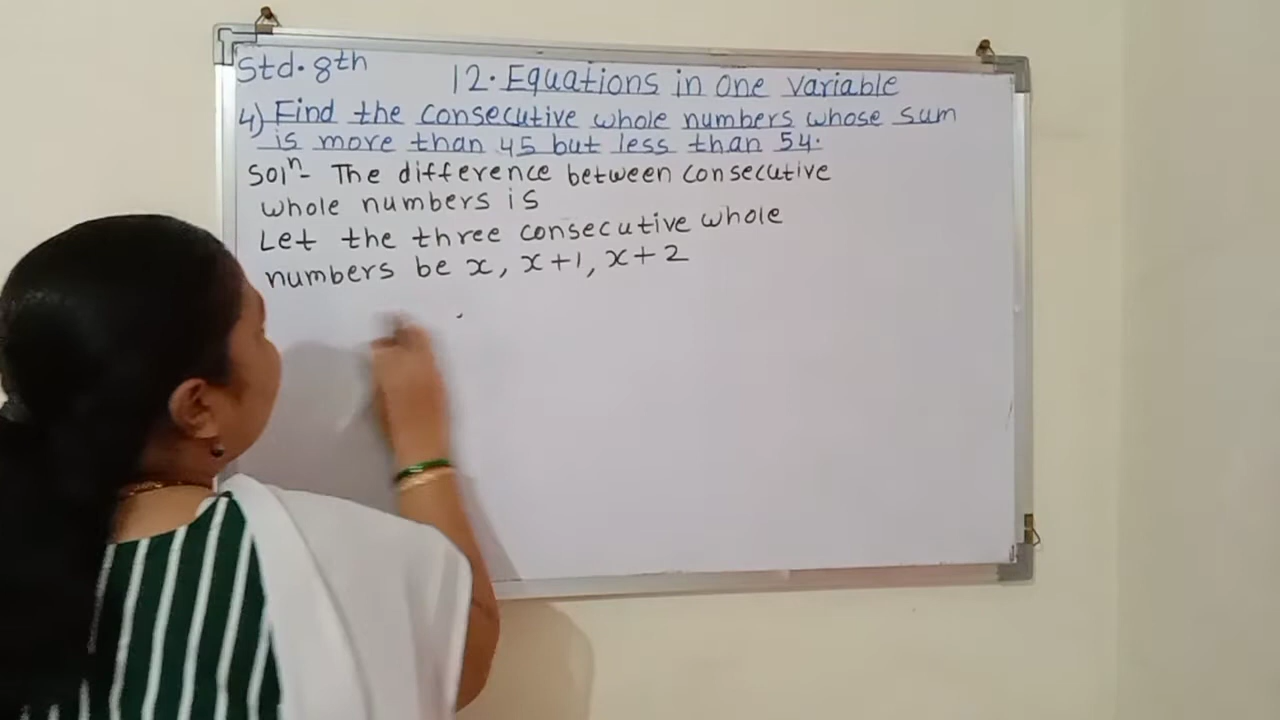 Std. 8th
12. Equations in one variable
4) Find the consecutive whole numbers whose sum
is more than 45 but less than 54.
Solⁿ- The difference between consecutive
whole numbers is
Let the three consecutive whole
numbers be x, x+1, x+2